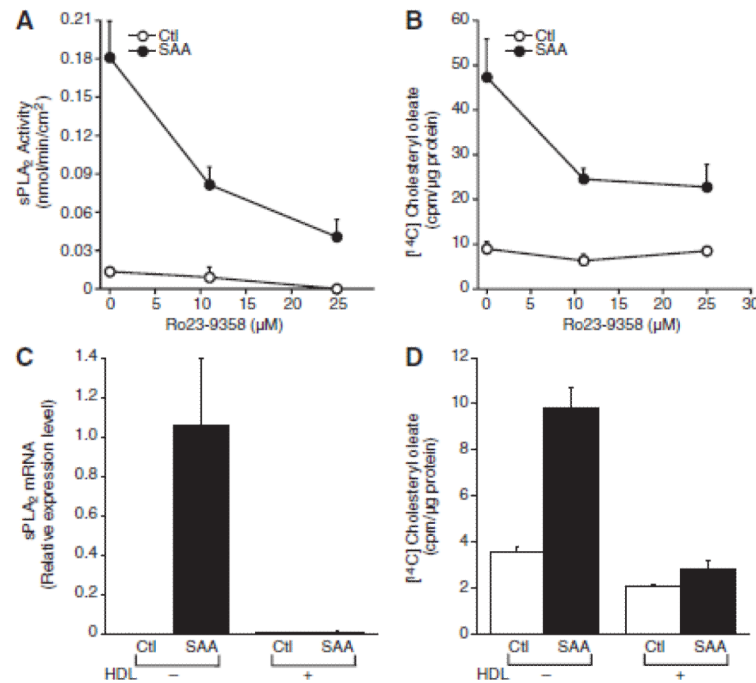 A
Ctl
SAA
sPLA2 Activity
(nmol/min/cm2)
0.21
0.18
0.15
0.12
0.09
0.06
0.03
0
0 5 10 15 20 25
Ro23-9358 (µM)
B
Ctl
SAA
[14C] Cholesteryl oleate
(cpm/µg protein)
60
50
40
30
20
10
0
0 5 10 15 20 25 30
Ro23-9358 (µM)
C
sPLA2 mRNA
(Relative expression level)
1.4
1.2
1.0
0.8
0.6
0.4
0.2
0
Ctl SAA Ctl SAA
HDL – +
D
[14C] Cholesteryl oleate
(cpm/µg protein)
12
10
8
6
4
2
0
Ctl SAA Ctl SAA
HDL – +